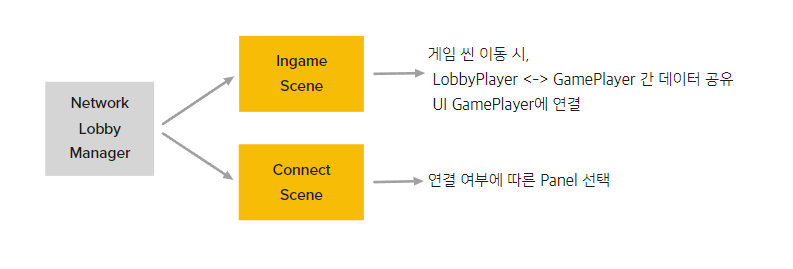 Network
Lobby
Manager
Ingame
Scene
게임 씬 이동 시,
LobbyPlayer <-> GamePlayer 간 데이터 공유
UI GamePlayer에 연결
Connect
Scene
연결 여부에 따른 Panel 선택